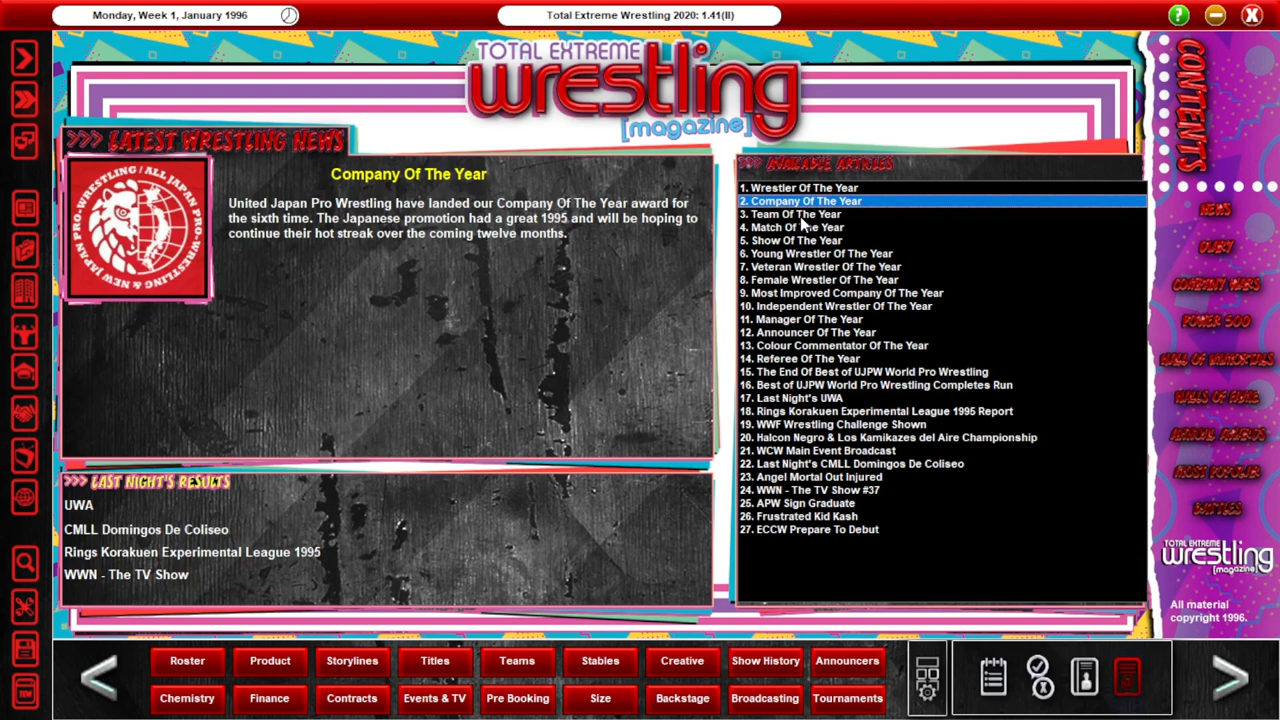 Monday, Week 1, January 1996
Total Extreme Wrestling 2020: 1.41(II)
TOTAL EXTREME
wrestling
[magazine]
>>> LATEST WRESTLING NEWS
Company Of The Year
United Japan Pro Wrestling have landed our Company Of The Year award for
the sixth time. The Japanese promotion had a great 1995 and will be hoping to
continue their hot streak over the coming twelve months.
PRO-WRESTLING / ALL JAPAN
PRO-WRESTLING & NEW JAPAN
>>> LAST NIGHT'S RESULTS
UWA
CMLL Domingos De Coliseo
Rings Korakuen Experimental League 1995
WWN - The TV Show
>>> AVAILABLE ARTICLES
1. Wrestler Of The Year
2. Company Of The Year
3. Team Of The Year
4. Match Of The Year
5. Show Of The Year
6. Young Wrestler Of The Year
7. Veteran Wrestler Of The Year
8. Female Wrestler Of The Year
9. Most Improved Company Of The Year
10. Independent Wrestler Of The Year
11. Manager Of The Year
12. Announcer Of The Year
13. Colour Commentator Of The Year
14. Referee Of The Year
15. The End Of Best of UJPW World Pro Wrestling
16. Best of UJPW World Pro Wrestling Completes Run
17. Last Night's UWA
18. Rings Korakuen Experimental League 1995 Report
19. WWF Wrestling Challenge Shown
20. Halcon Negro & Los Kamikazes del Aire Championship
21. WCW Main Event Broadcast
22. Last Night's CMLL Domingos De Coliseo
23. Angel Mortal Out Injured
24. WWN - The TV Show #37
25. APW Sign Graduate
26. Frustrated Kid Kash
27. ECCW Prepare To Debut
CONTENTS
NEWS
DIARY
COMPANY WARS
POWER 500
HALL OF IMMORTALS
HALLS OF FAME
ANNUAL AWARDS
MOST POPULAR
BATTLES
TOTAL EXTREME
wrestling
[magazine]
All material
copyright 1996.
Roster
Product
Storylines
Titles
Teams
Stables
Creative
Show History
Announcers
Chemistry
Finance
Contracts
Events & TV
Pre Booking
Size
Backstage
Broadcasting
Tournaments
TEW